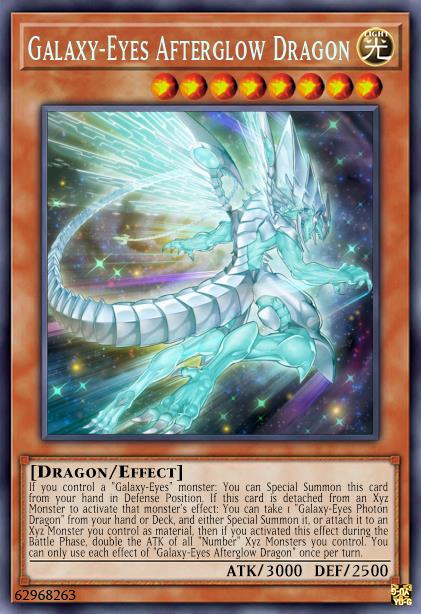 GALAXY-EYES AFTERGLOW DRAGON
LIGHT
光
[DRAGON/EFFECT]
If you control a "Galaxy-Eyes" monster: You can Special Summon this card
from your hand in Defense Position. If this card is detached from an Xyz
Monster to activate that monster's effect: You can take 1 "Galaxy-Eyes Photon
Dragon" from your hand or Deck, and either Special Summon it, or attach it to
an Xyz Monster you control as material, then if you activated this effect during the
Battle Phase, double the ATK of all "Number" Xyz Monsters you control. You
can only use each effect of "Galaxy-Eyes Afterglow Dragon" once per turn.
ATK/3000 DEF/2500
62968263